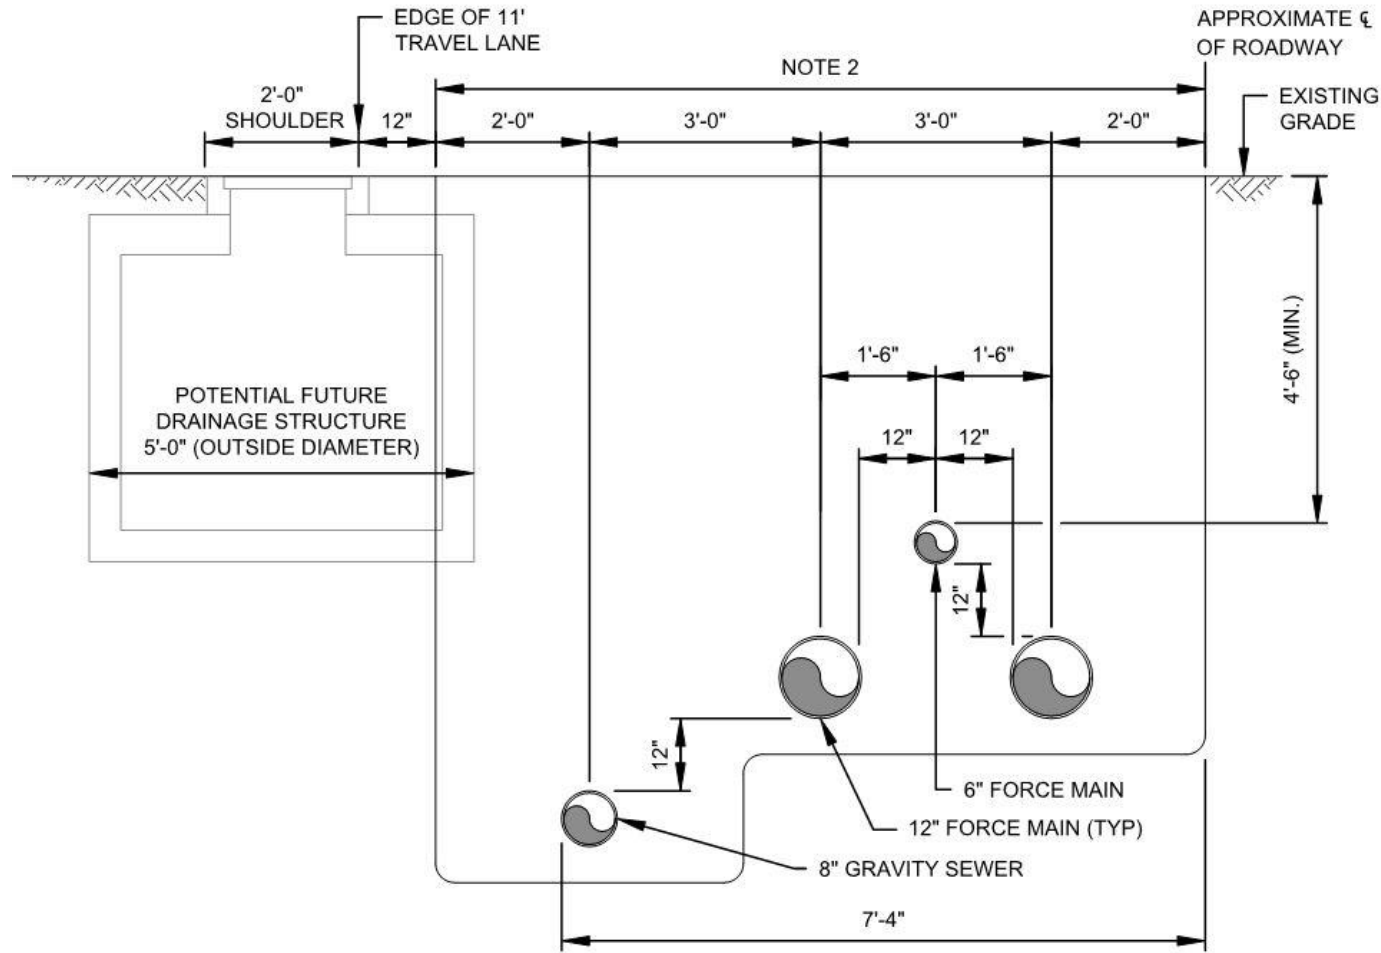 EDGE OF 11'
TRAVEL LANE
APPROXIMATE ℄
OF ROADWAY
NOTE 2
EXISTING
GRADE
2'-0"
SHOULDER
12"
2'-0"
3'-0"
3'-0"
2'-0"
4'-6" (MIN.)
1'-6"
1'-6"
POTENTIAL FUTURE
DRAINAGE STRUCTURE
5'-0" (OUTSIDE DIAMETER)
12"
12"
12"
12"
6" FORCE MAIN
12" FORCE MAIN (TYP)
8" GRAVITY SEWER
7'-4"